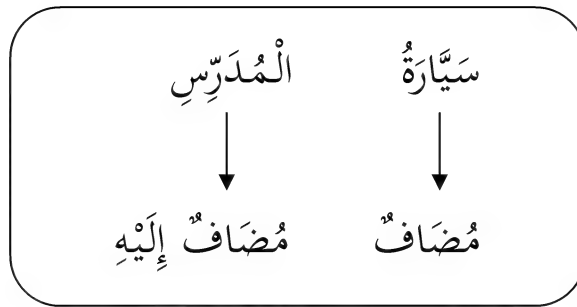 سَيَّارَةُ الْمُدَرِّسِ
مُضَافٌ مُضَافٌ إِلَيْهِ